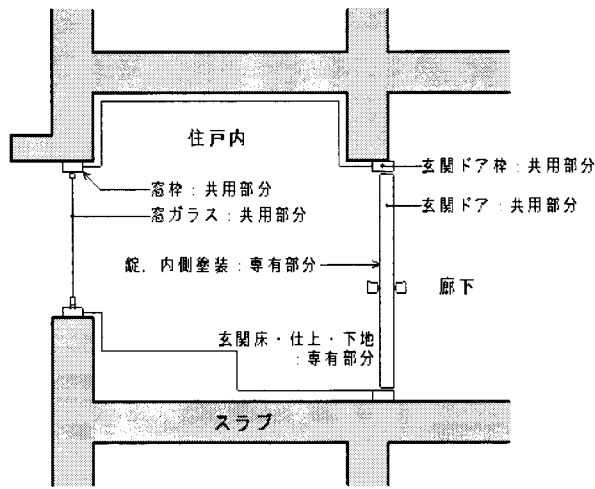 住戸内
玄関ドア枠：共用部分
窓枠：共用部分
玄関ドア：共用部分
窓ガラス：共用部分
錠，内側塗装：専有部分
廊下
玄関床・仕上・下地
：専有部分
スラブ